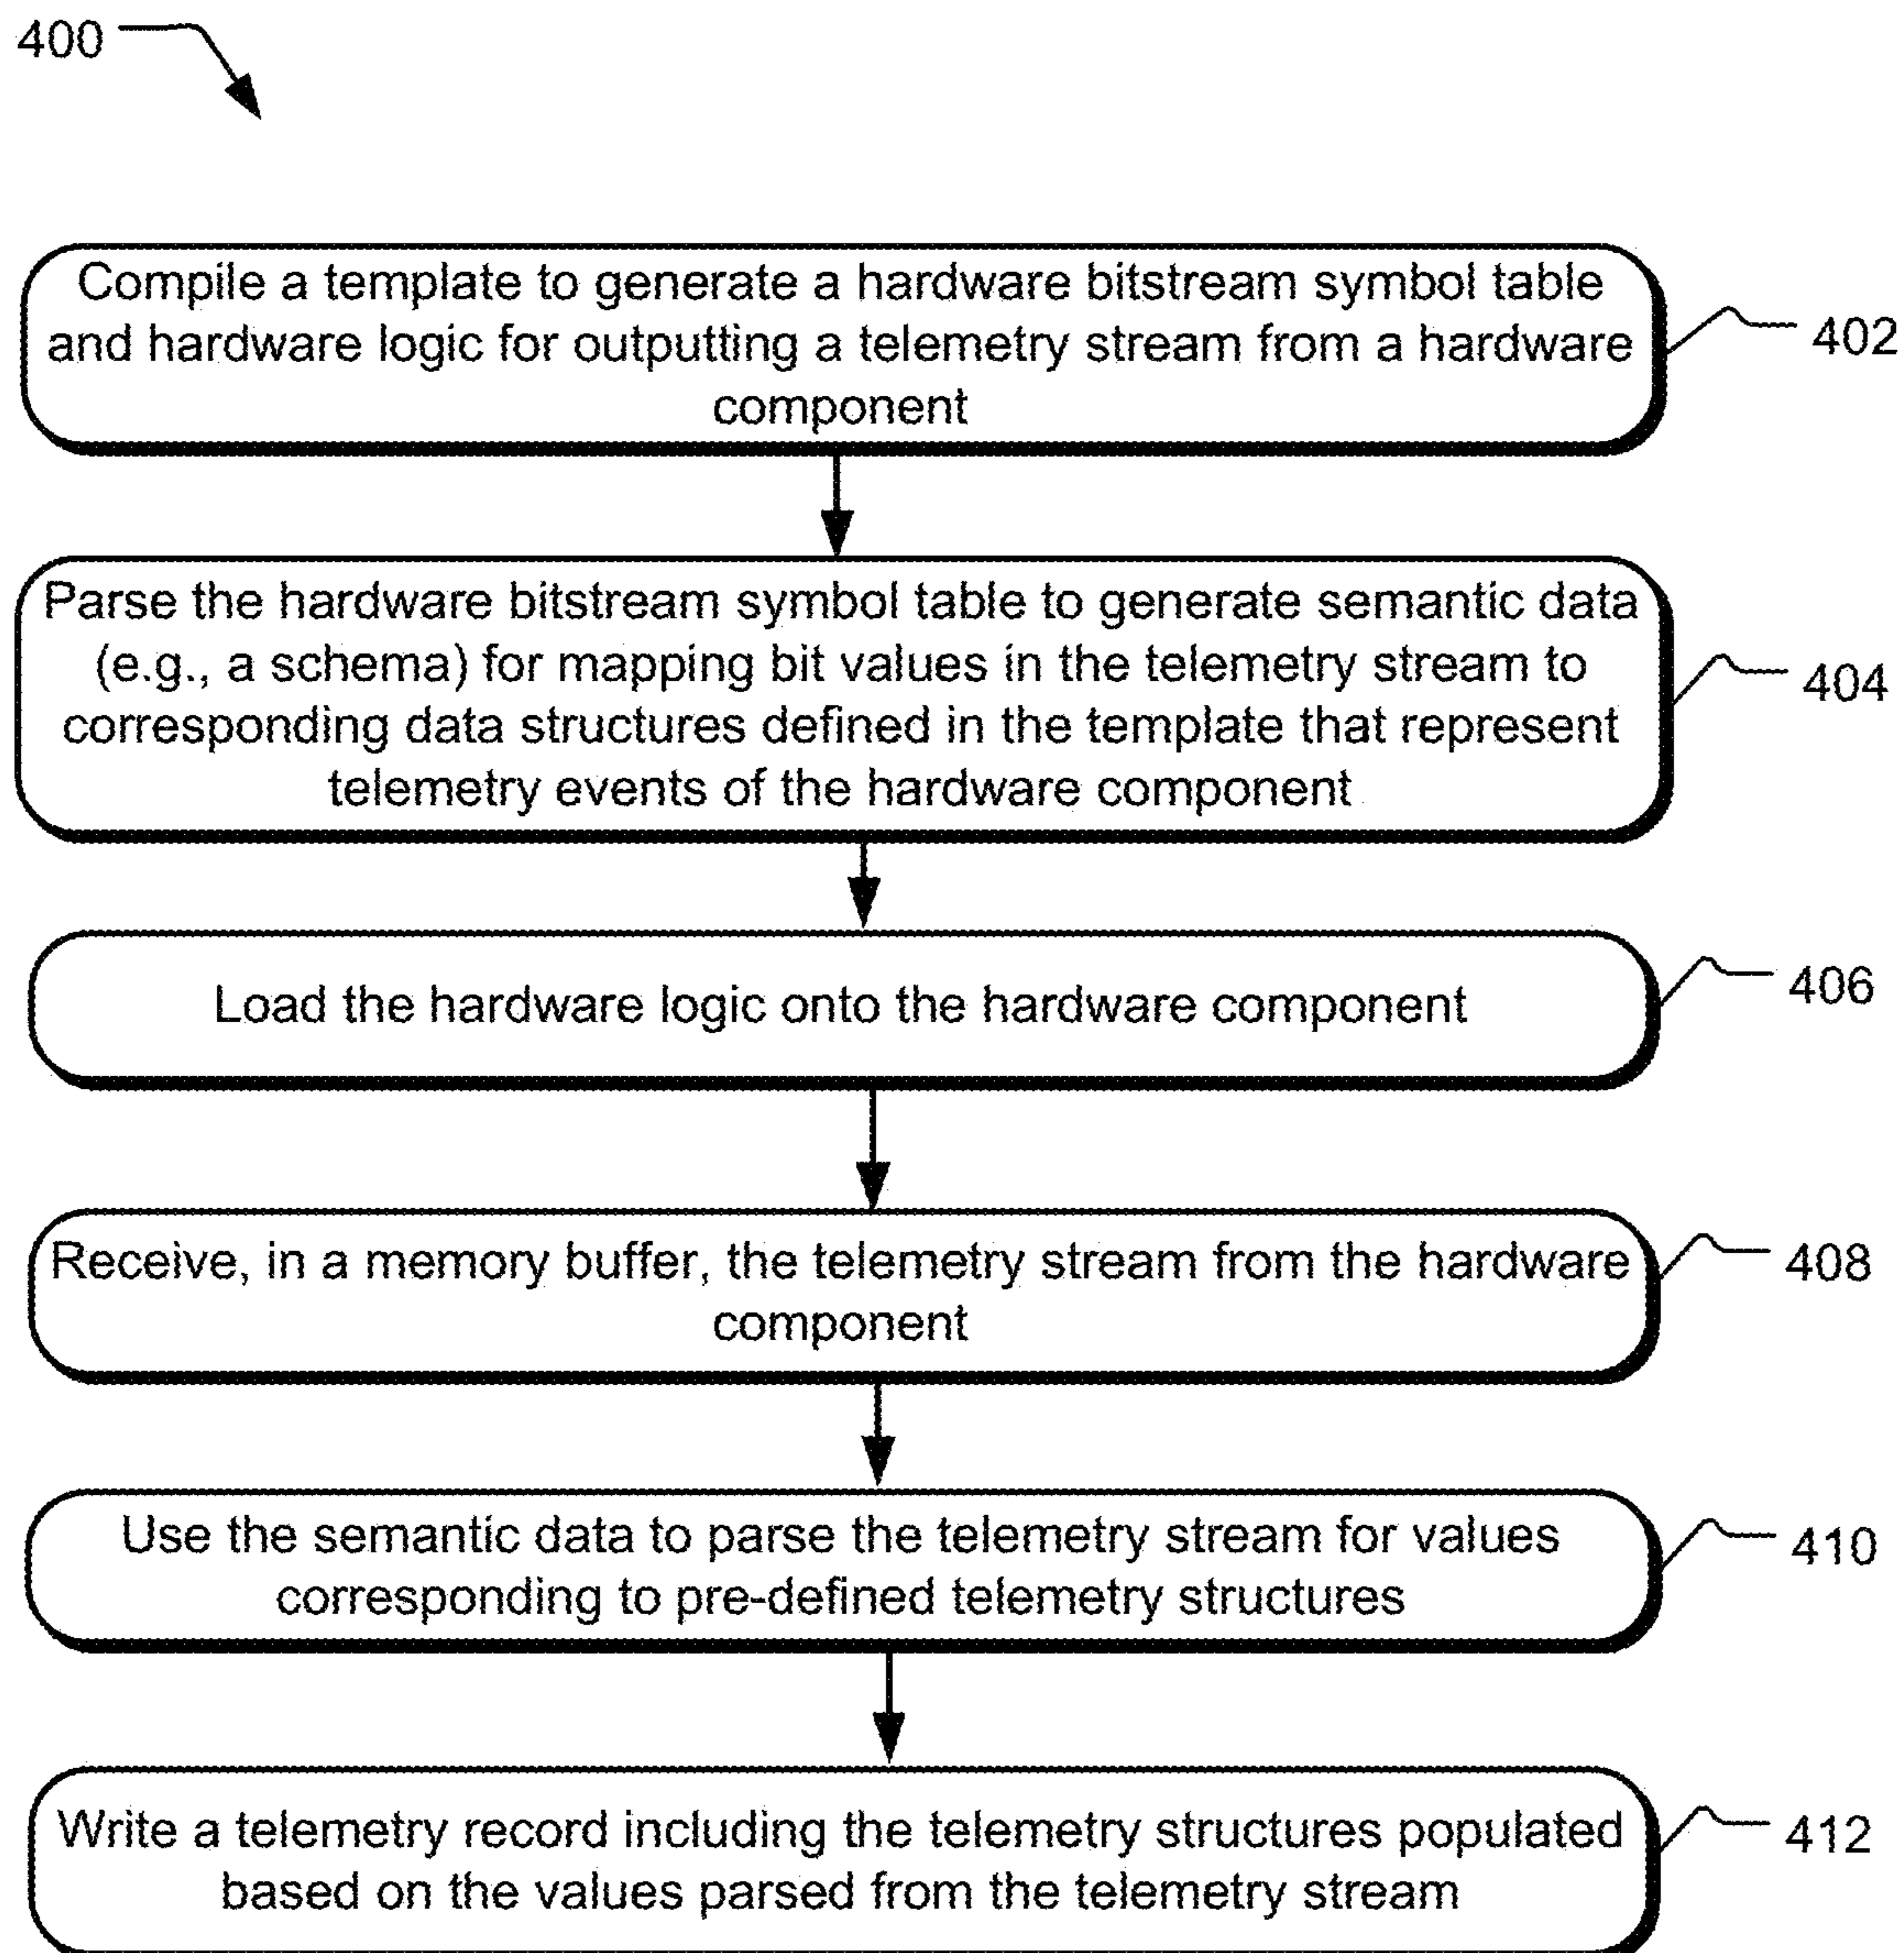 400
Compile a template to generate a hardware bitstream symbol table
and hardware logic for outputting a telemetry stream from a hardware
component
402
Parse the hardware bitstream symbol table to generate semantic data
(e.g., a schema) for mapping bit values in the telemetry stream to
corresponding data structures defined in the template that represent
telemetry events of the hardware component
404
Load the hardware logic onto the hardware component
406
Receive, in a memory buffer, the telemetry stream from the hardware
component
408
Use the semantic data to parse the telemetry stream for values
corresponding to pre-defined telemetry structures
410
Write a telemetry record including the telemetry structures populated
based on the values parsed from the telemetry stream
412